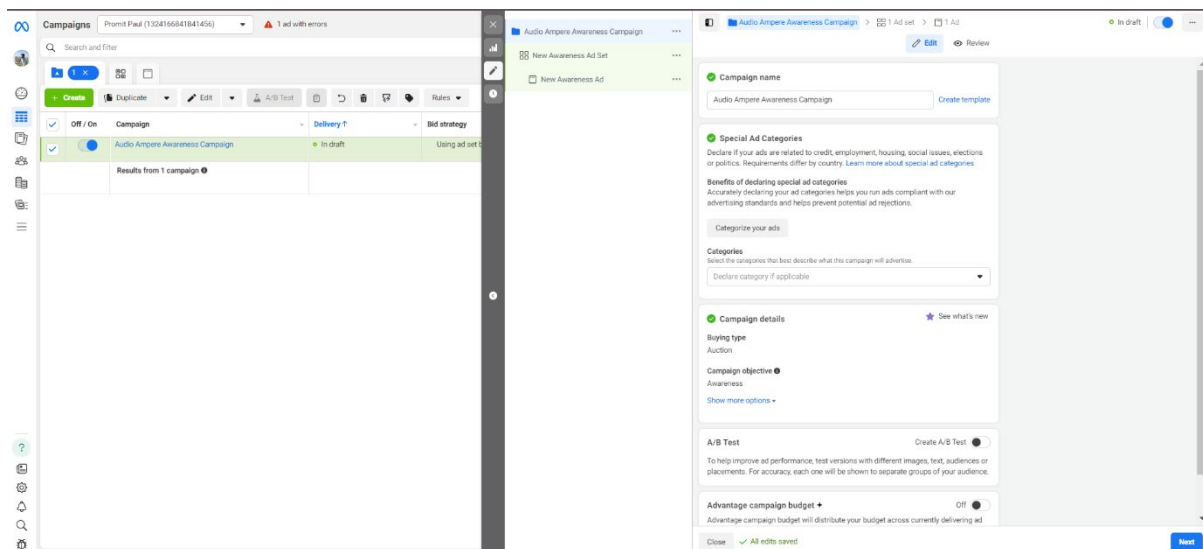 Campaigns
Promit Paul (1324166841841456)
1 ad with errors
Search and filter
1 ×
+ Create
Duplicate
Edit
A/B Test
Rules
Off / On
Campaign
Delivery ↑
Bid strategy
Audio Ampere Awareness Campaign
In draft
Using ad set b
Results from 1 campaign
Audio Ampere Awareness Campaign
New Awareness Ad Set
New Awareness Ad
Audio Ampere Awareness Campaign > 1 Ad set > 1 Ad
In draft
Edit
Review
Campaign name
Audio Ampere Awareness Campaign
Create template
Special Ad Categories
Declare if your ads are related to credit, employment, housing, social issues, elections
or politics. Requirements differ by country. Learn more about special ad categories
Benefits of declaring special ad categories
Accurately declaring your ad categories helps you run ads compliant with our
advertising standards and helps prevent potential ad rejections.
Categorize your ads
Categories
Select the categories that best describe what this campaign will advertise.
Declare category if applicable
Campaign details
See what's new
Buying type
Auction
Campaign objective
Awareness
Show more options
A/B Test
Create A/B Test
To help improve ad performance, test versions with different images, text, audiences or
placements. For accuracy, each one will be shown to separate groups of your audience.
Advantage campaign budget +
Off
Advantage campaign budget will distribute your budget across currently delivering ad
Close
All edits saved
Next